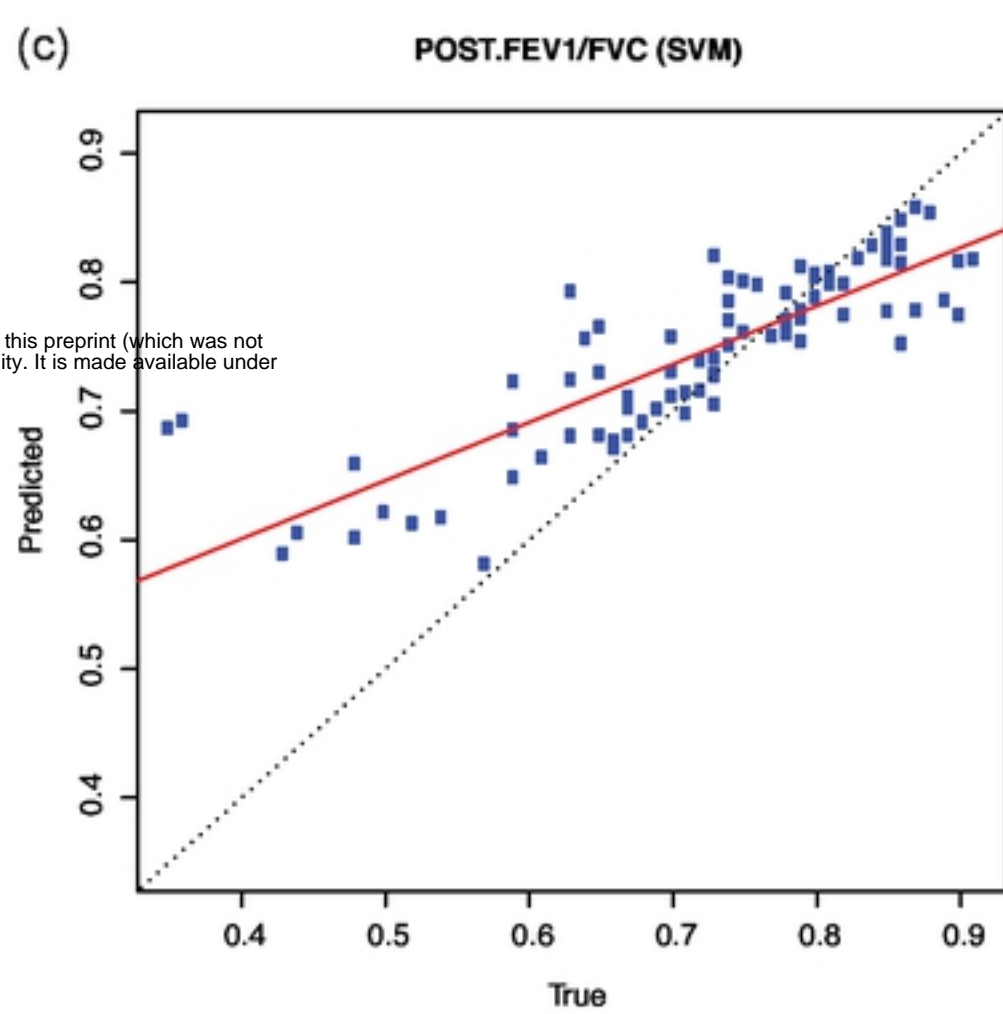 (c)
POST.FEV1/FVC (SVM)
0.9
0.8
this preprint (which was not
ity. It is made available under
0.7
Predicted
0.6
0.5
0.4
0.4 0.5 0.6 0.7 0.8 0.9
True